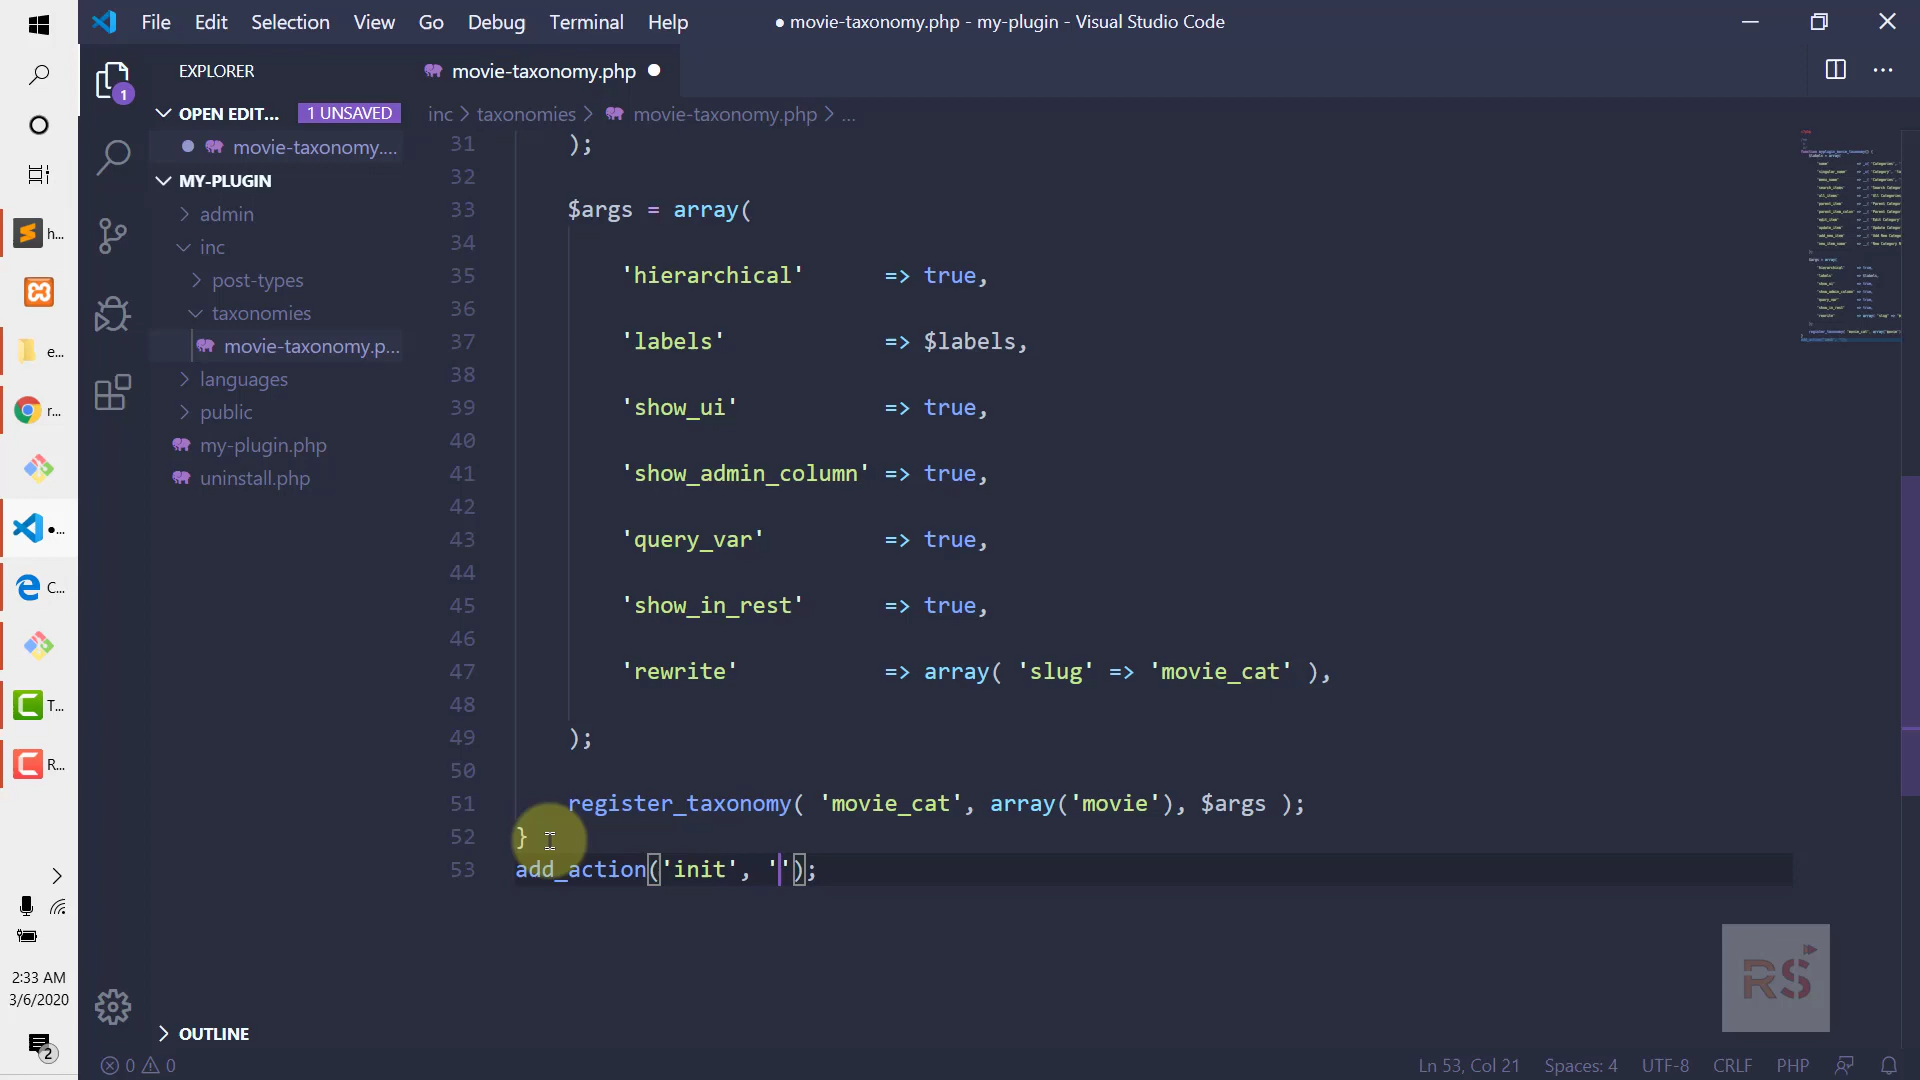 File Edit Selection View Go Debug Terminal Help
● movie-taxonomy.php - my-plugin - Visual Studio Code
EXPLORER
movie-taxonomy.php
OPEN EDIT... 1 UNSAVED
movie-taxonomy....
MY-PLUGIN
admin
inc
post-types
taxonomies
movie-taxonomy.p...
languages
public
my-plugin.php
uninstall.php
OUTLINE
inc > taxonomies > movie-taxonomy.php > ...
31 );
32
33 $args = array(
34
35 'hierarchical' => true,
36
37 'labels' => $labels,
38
39 'show_ui' => true,
40
41 'show_admin_column' => true,
42
43 'query_var' => true,
44
45 'show_in_rest' => true,
46
47 'rewrite' => array( 'slug' => 'movie_cat' ),
48
49 );
50
51 register_taxonomy( 'movie_cat', array('movie'), $args );
52 }
53 add_action('init', '');
1
h...
e...
r...
●...
C...
T...
R...
2:33 AM
3/6/2020
2
RS
0 0
Ln 53, Col 21 Spaces: 4 UTF-8 CRLF PHP